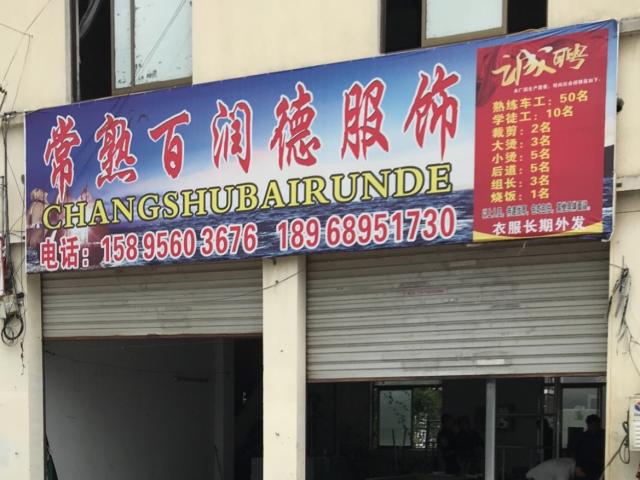 常熟百润德服饰
CHANGSHUBAIRUNDE
电话：158 9560 3676 189 6895 1730
诚聘
熟练车工：50名
学徒工：10名
裁剪：2名
大烫：3名
小烫：5名
后道：5名
组长：3名
烧饭：1名
衣服长期外发